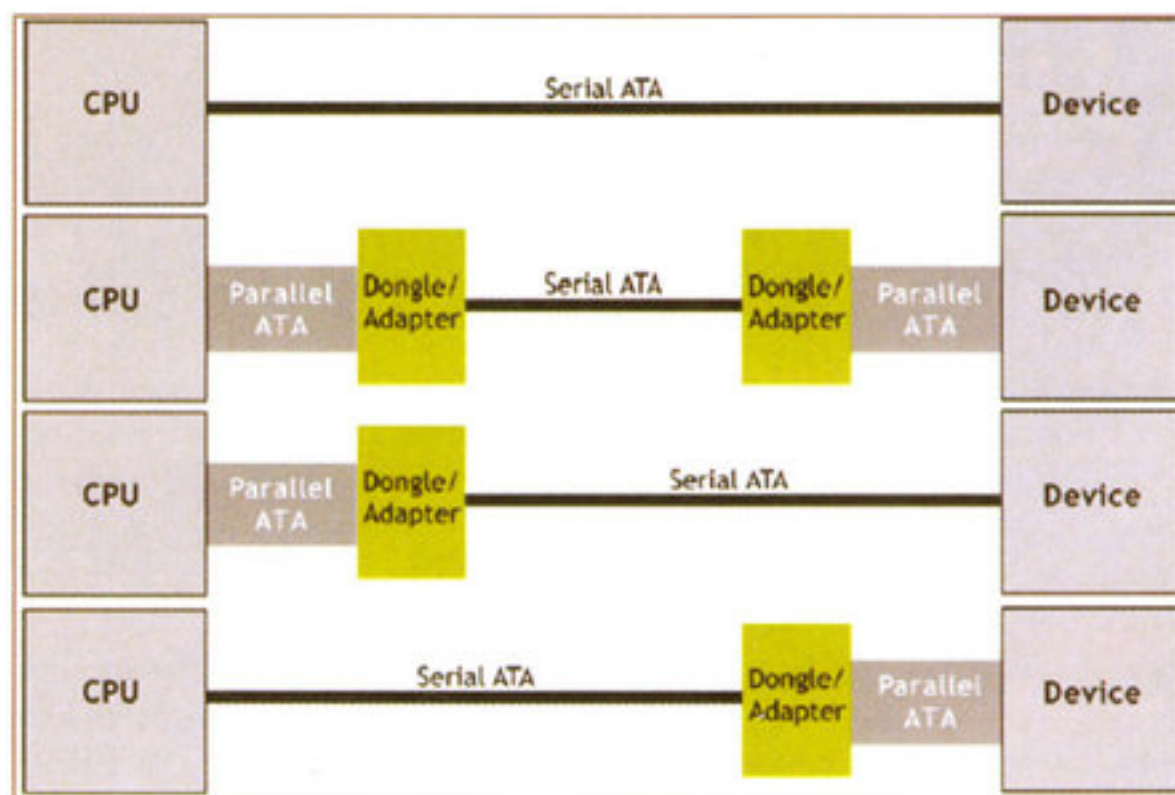 CPU
Serial ATA
Device
CPU
Parallel
ATA
Dongle/
Adapter
Serial ATA
Dongle/
Adapter
Parallel
ATA
Device
CPU
Parallel
ATA
Dongle/
Adapter
Serial ATA
Device
CPU
Serial ATA
Dongle/
Adapter
Parallel
ATA
Device